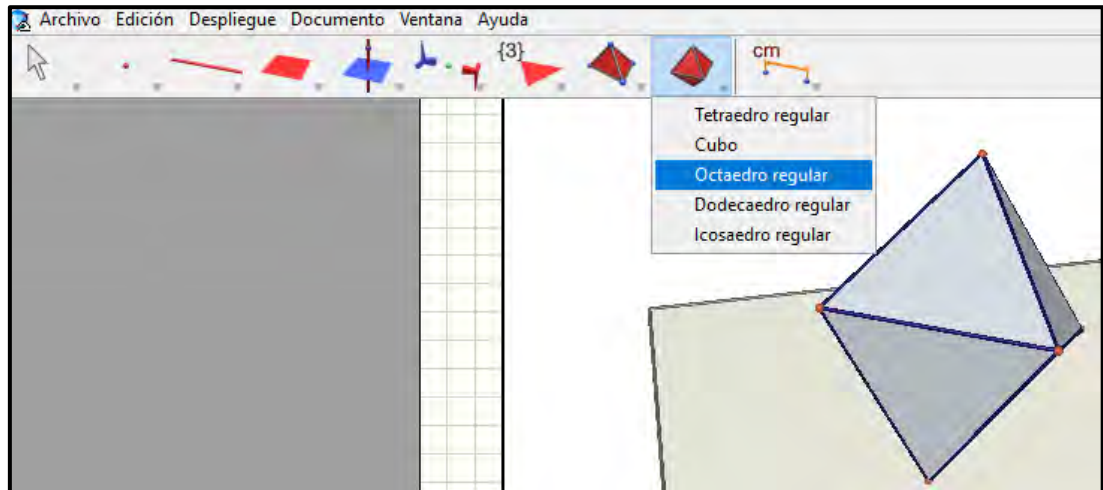 Archivo Edición Despliegue Documento Ventana Ayuda
{3}
cm
Tetraedro regular
Cubo
Octaedro regular
Dodecaedro regular
Icosaedro regular